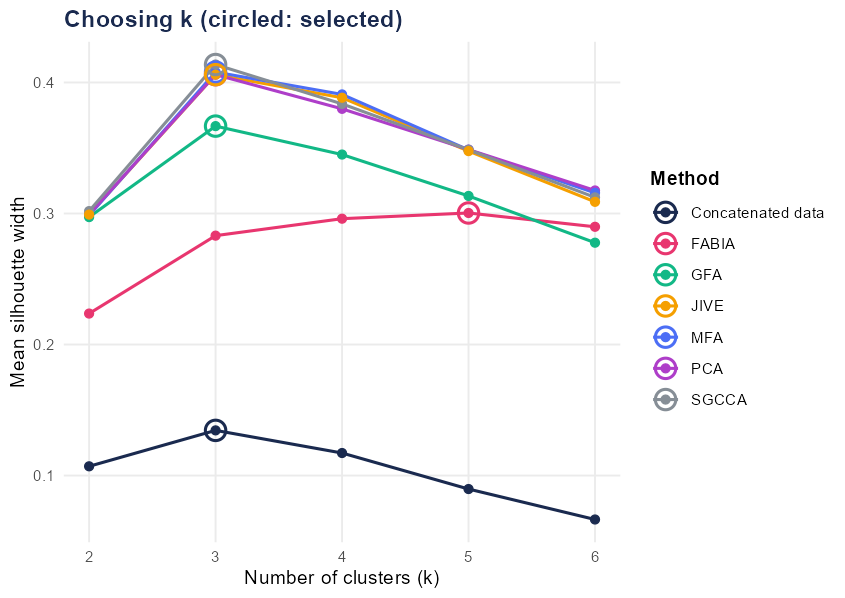 Choosing k (circled: selected)
Mean silhouette width
0.4
0.3
0.2
0.1
2 3 4 5 6
Number of clusters (k)
Method
Concatenated data
FABIA
GFA
JIVE
MFA
PCA
SGCCA